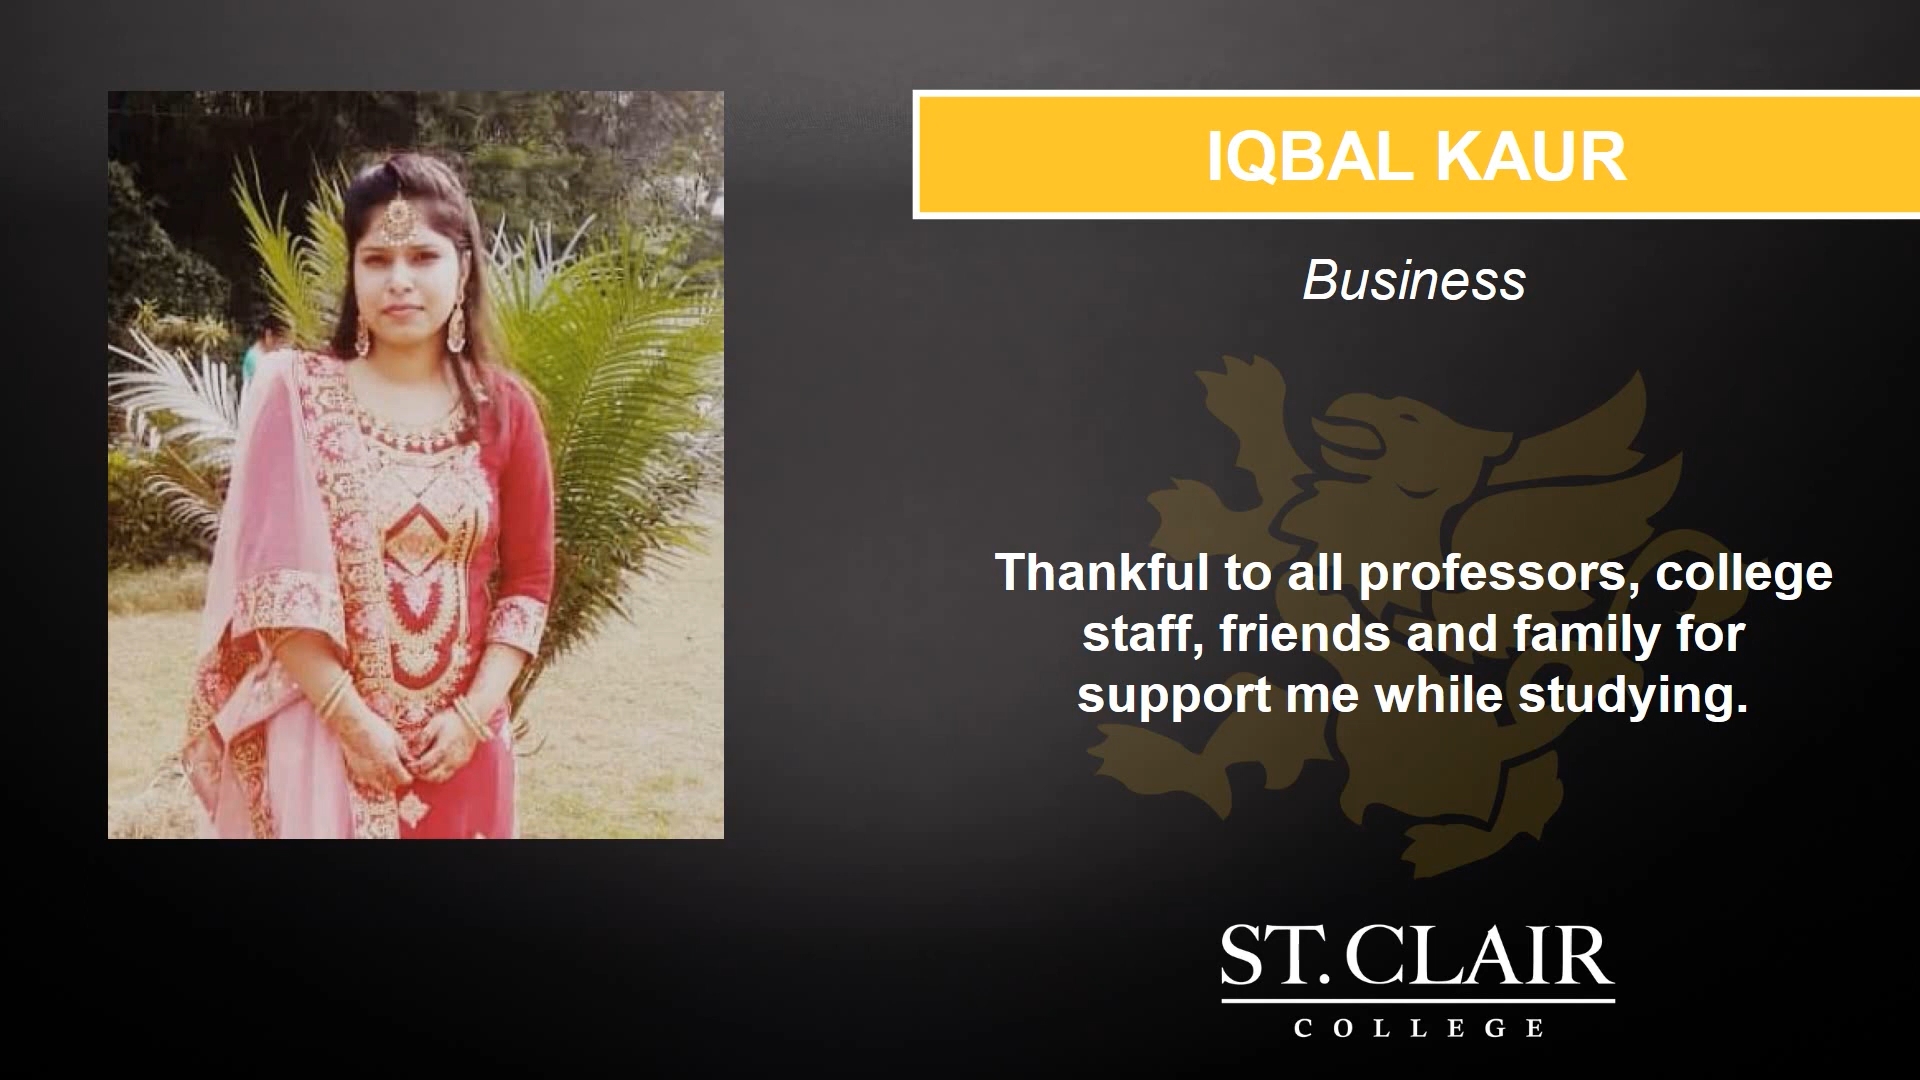 IQBAL KAUR
Business
Thankful to all professors, college
staff, friends and family for
support me while studying.
ST. CLAIR
COLLEGE